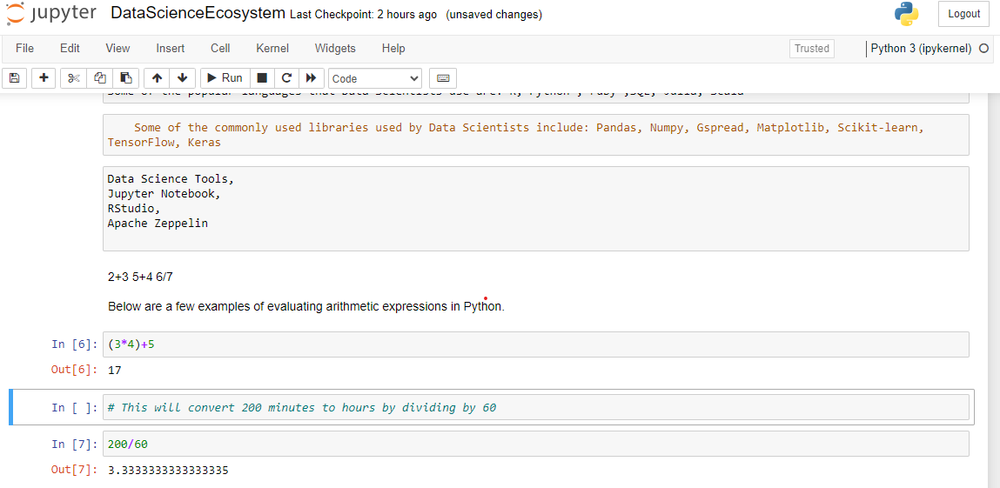 jupyter DataScienceEcosystem Last Checkpoint: 2 hours ago (unsaved changes) Logout
File Edit View Insert Cell Kernel Widgets Help Trusted Python 3 (ipykernel)
Run Code
Some of the popular languages that Data Scientists use are: R, Python , ruby ,SQL, Julia, Scala
Some of the commonly used libraries used by Data Scientists include: Pandas, Numpy, Gspread, Matplotlib, Scikit-learn,
TensorFlow, Keras
Data Science Tools,
Jupyter Notebook,
RStudio,
Apache Zeppelin
2+3 5+4 6/7
Below are a few examples of evaluating arithmetic expressions in Python.
In [6]: (3*4)+5
Out[6]: 17
In [ ]: # This will convert 200 minutes to hours by dividing by 60
In [7]: 200/60
Out[7]: 3.3333333333333335